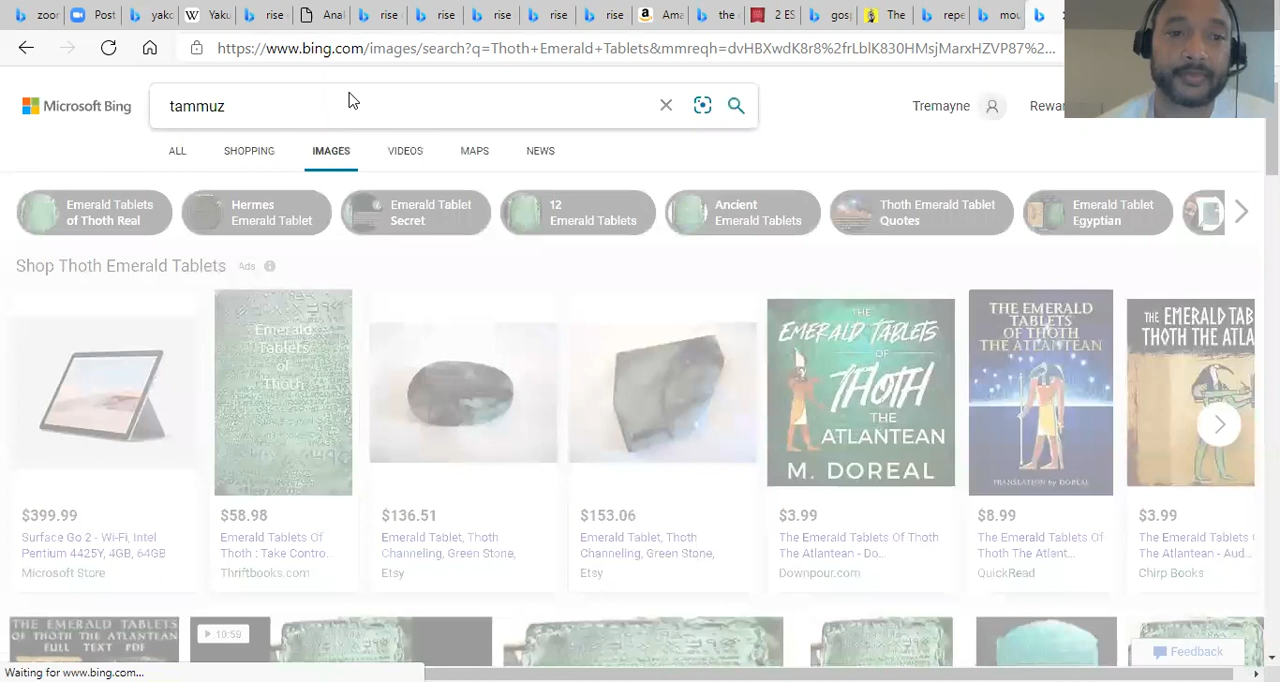 zoor
Post
yako
Yaku
rise
Anal
rise
rise
rise
rise
rise
Ama
the
2 ES
gos
The
repe
mou
https://www.bing.com/images/search?q=Thoth+Emerald+Tablets&mmreqh=dvHBXwdK8r8%2frLblK830HMsjMarxHZVP87%2...
Microsoft Bing
tammuz
Tremayne
Rewar
ALL
SHOPPING
IMAGES
VIDEOS
MAPS
NEWS
Emerald Tablets
of Thoth Real
Hermes
Emerald Tablet
Emerald Tablet
Secret
12
Emerald Tablets
Ancient
Emerald Tablets
Thoth Emerald Tablet
Quotes
Emerald Tablet
Egyptian
Shop Thoth Emerald Tablets
Ads
Emerald
Tablets
of
Thoth
THE
EMERALD TABLETS
OF
THOTH
THE
ATLANTEAN
M. DOREAL
THE EMERALD
TABLETS
OF THOTH
THE ATLANTEAN
TRANSLATION by DOREAL
THE EMERALD TAB
THOTH THE ATLA
$399.99
Surface Go 2 - Wi-Fi, Intel
Pentium 4425Y, 4GB, 64GB
Microsoft Store
$58.98
Emerald Tablets Of
Thoth : Take Contro...
Thriftbooks.com
$136.51
Emerald Tablet, Thoth
Channeling, Green Stone,
Etsy
$153.06
Emerald Tablet, Thoth
Channeling, Green Stone,
Etsy
$3.99
The Emerald Tablets Of Thoth
The Atlantean - Do...
Downpour.com
$8.99
The Emerald Tablets Of
Thoth The Atlant...
QuickRead
$3.99
The Emerald Tablets
The Atlantean - Aud...
Chirp Books
THE EMERALD TABLETS
OF THOTH THE ATLANTEAN
FULL TEXT PDF
10:59
Feedback
Waiting for www.bing.com...